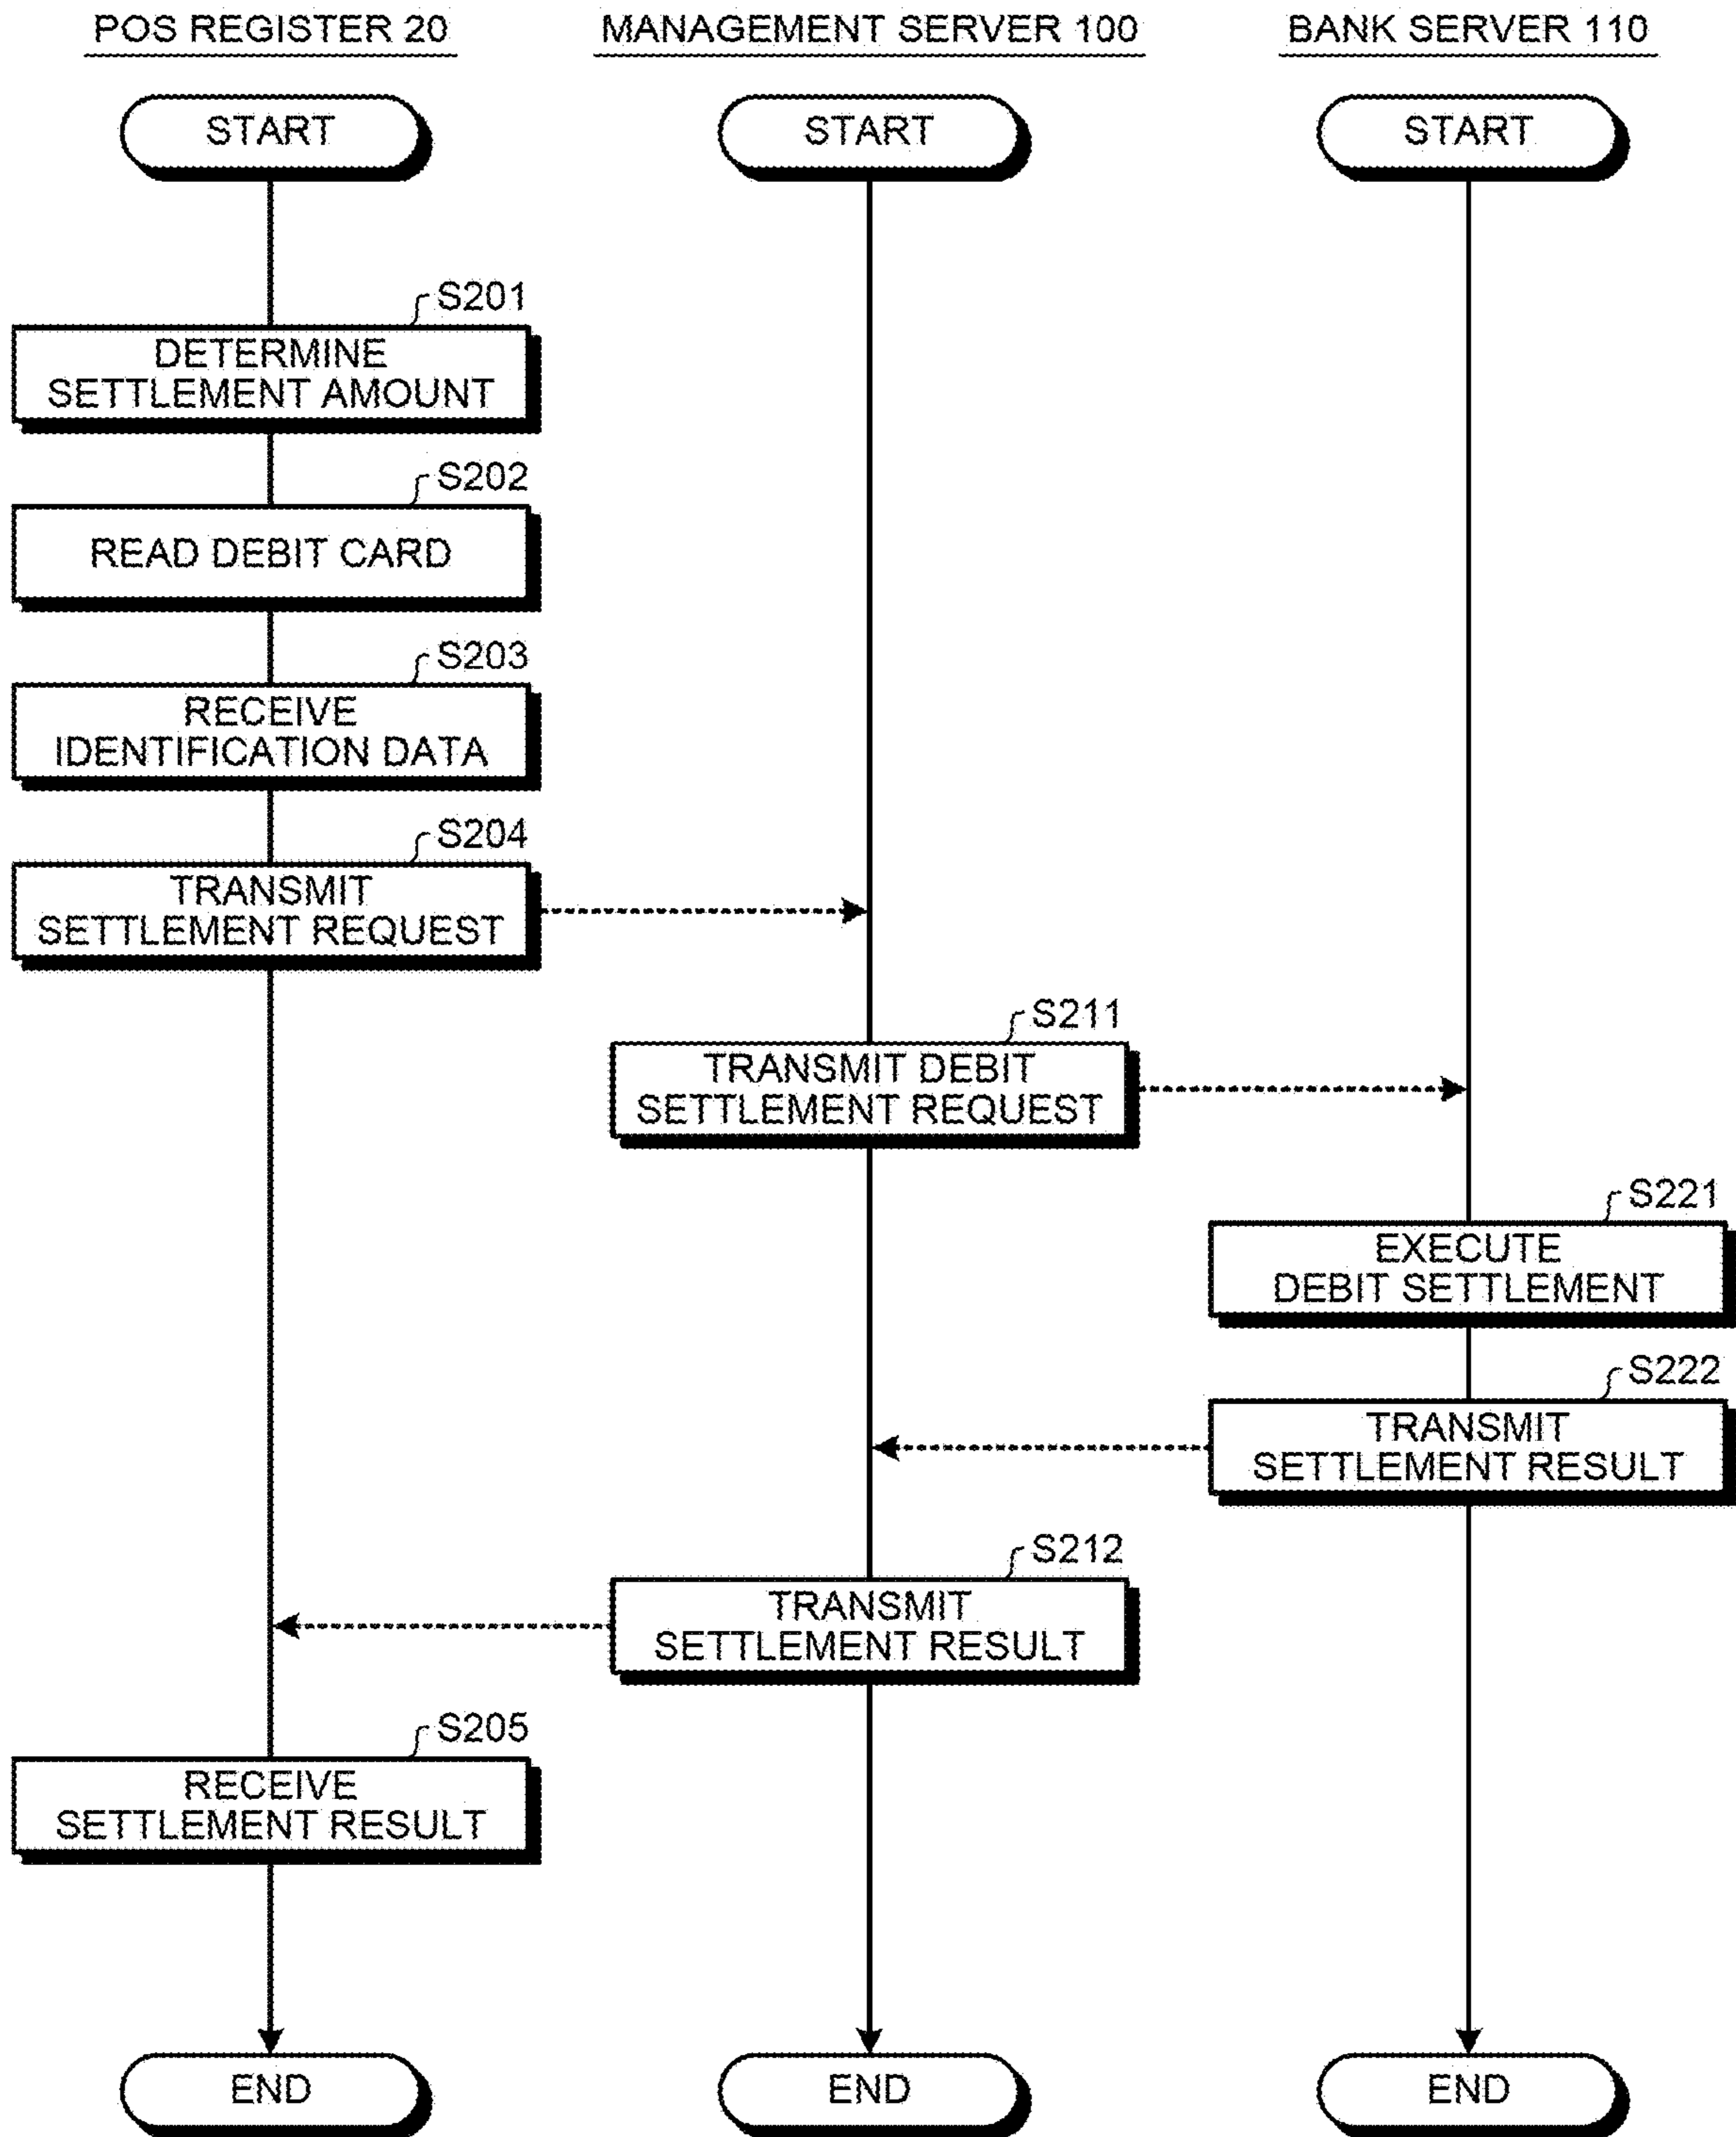 POS REGISTER 20
MANAGEMENT SERVER 100
BANK SERVER 110
START
START
START
S201
DETERMINE
SETTLEMENT AMOUNT
S202
READ DEBIT CARD
S203
RECEIVE
IDENTIFICATION DATA
S204
TRANSMIT
SETTLEMENT REQUEST
S211
TRANSMIT DEBIT
SETTLEMENT REQUEST
S221
EXECUTE
DEBIT SETTLEMENT
S222
TRANSMIT
SETTLEMENT RESULT
S212
TRANSMIT
SETTLEMENT RESULT
S205
RECEIVE
SETTLEMENT RESULT
END
END
END